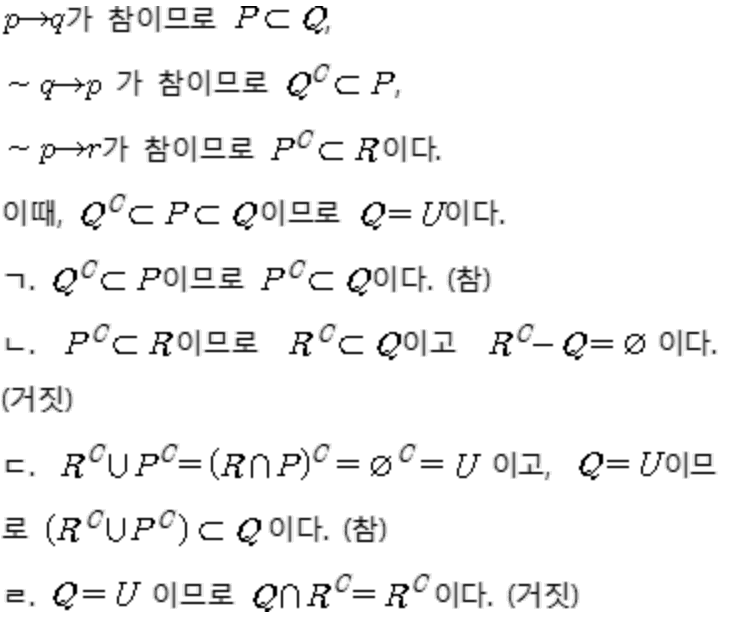 p→q가 참이므로 P⊂Q,
~q→p 가 참이므로 Q^C⊂P,
~p→r가 참이므로 P^C⊂R이다.
이때, Q^C⊂P⊂Q이므로 Q=U이다.
ㄱ. Q^C⊂P이므로 P^C⊂Q이다. (참)
ㄴ. P^C⊂R이므로 R^C⊂Q이고 R^C-Q=∅ 이다.
(거짓)
ㄷ. R^C∪P^C=(R∩P)^C=∅^C=U 이고, Q=U이므
로 (R^C∪P^C)⊂Q이다. (참)
ㄹ. Q=U 이므로 Q∩R^C=R^C이다. (거짓)